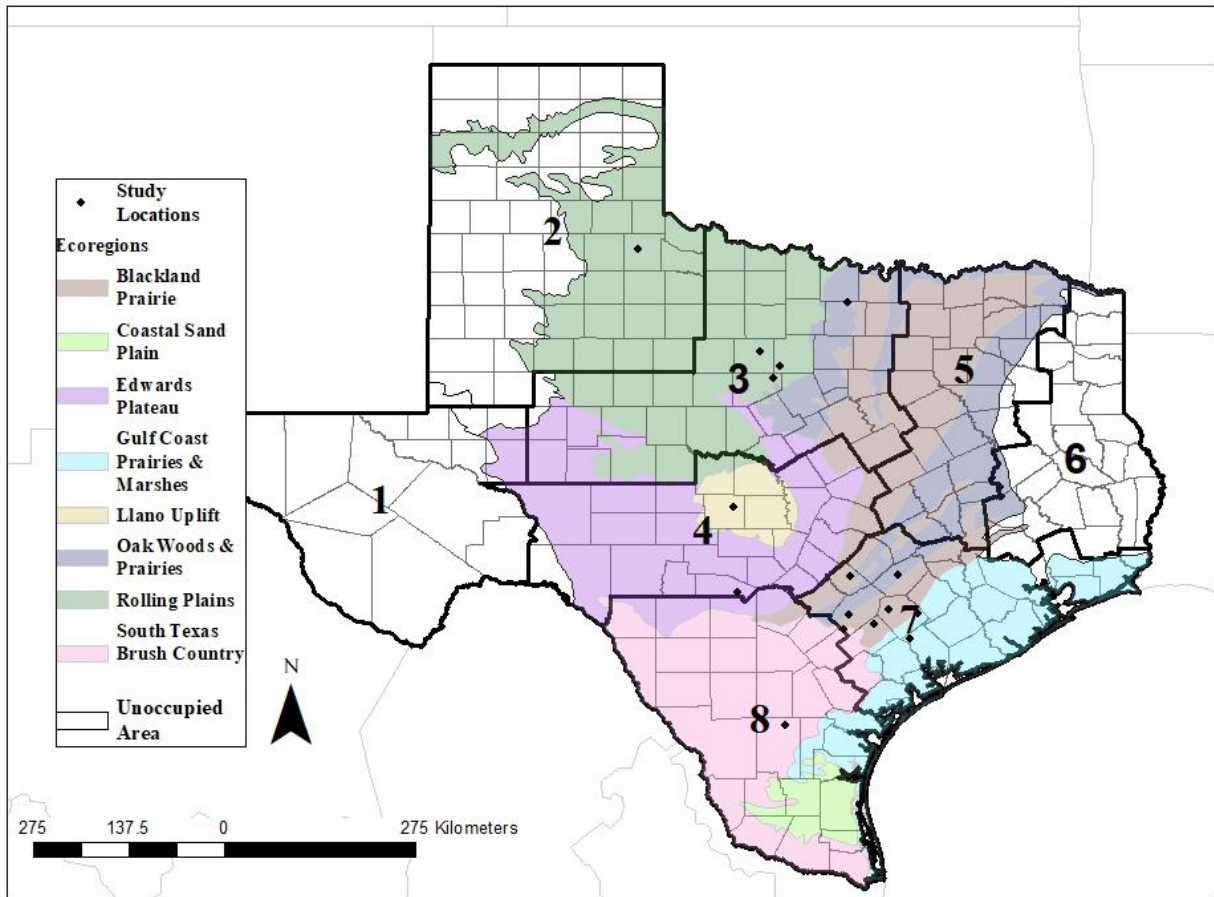 Study
Locations
Ecoregions
Blackland
Prairie
Coastal Sand
Plain
Edwards
Plateau
Gulf Coast
Prairies &
Marshes
Llano Uplift
Oak Woods &
Prairies
Rolling Plains
South Texas
Brush Country
Unoccupied
Area
N
275 137.5 0 275 Kilometers
1
2
3
4
5
6
7
8